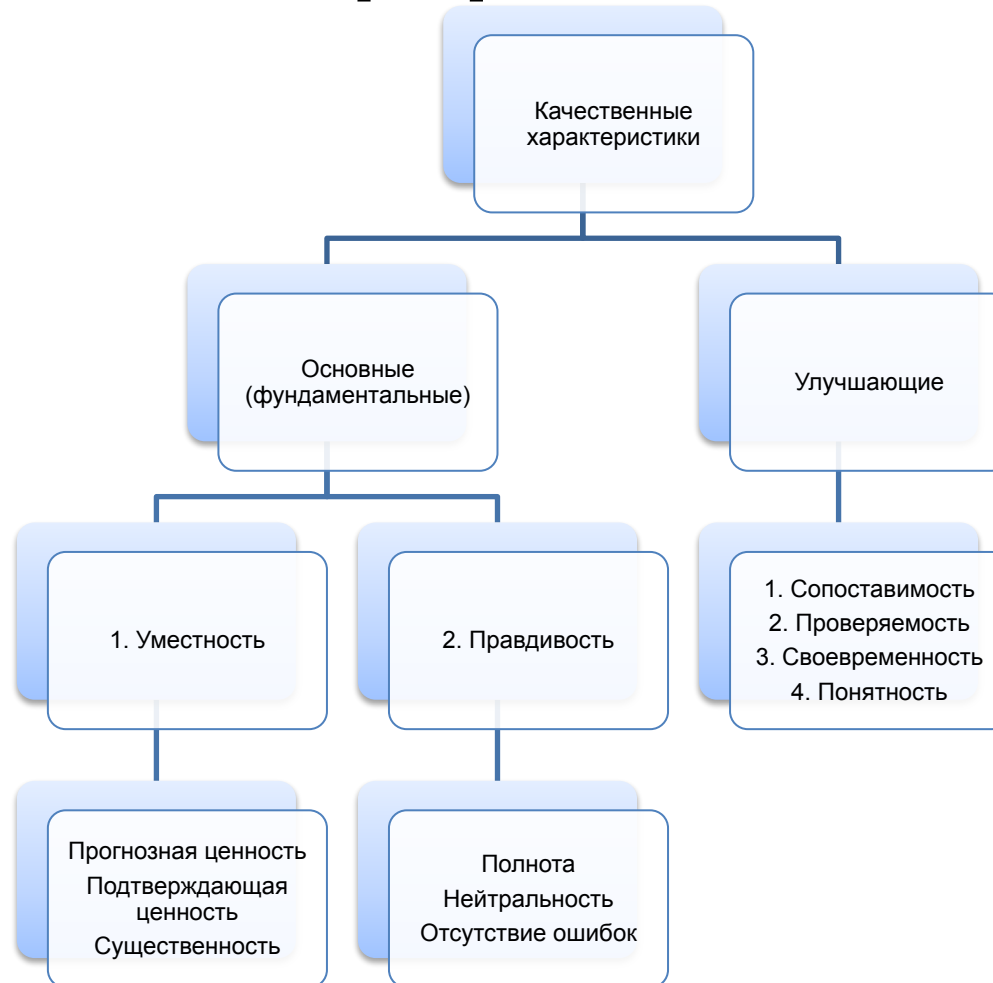 Качественные
характеристики
Основные
(фундаментальные)
Улучшающие
1. Уместность
2. Правдивость
1. Сопоставимость
2. Проверяемость
3. Своевременность
4. Понятность
Прогнозная ценность
Подтверждающая
ценность
Существенность
Полнота
Нейтральность
Отсутствие ошибок